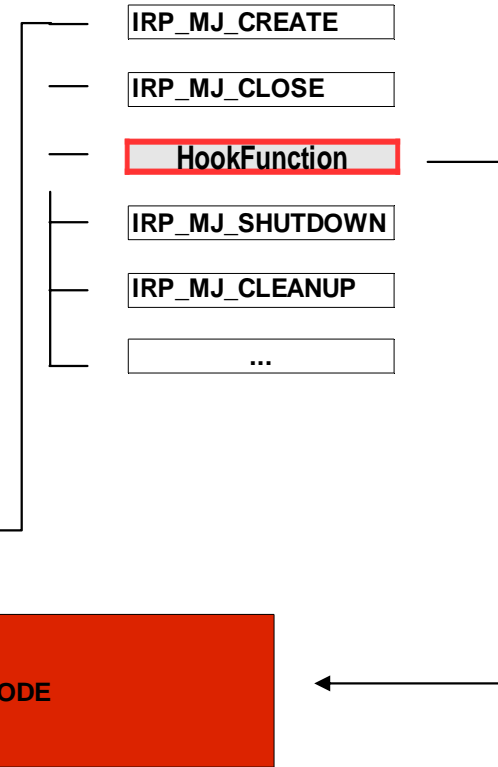 IRP_MJ_CREATE
IRP_MJ_CLOSE
HookFunction
IRP_MJ_SHUTDOWN
IRP_MJ_CLEANUP
...
ODE